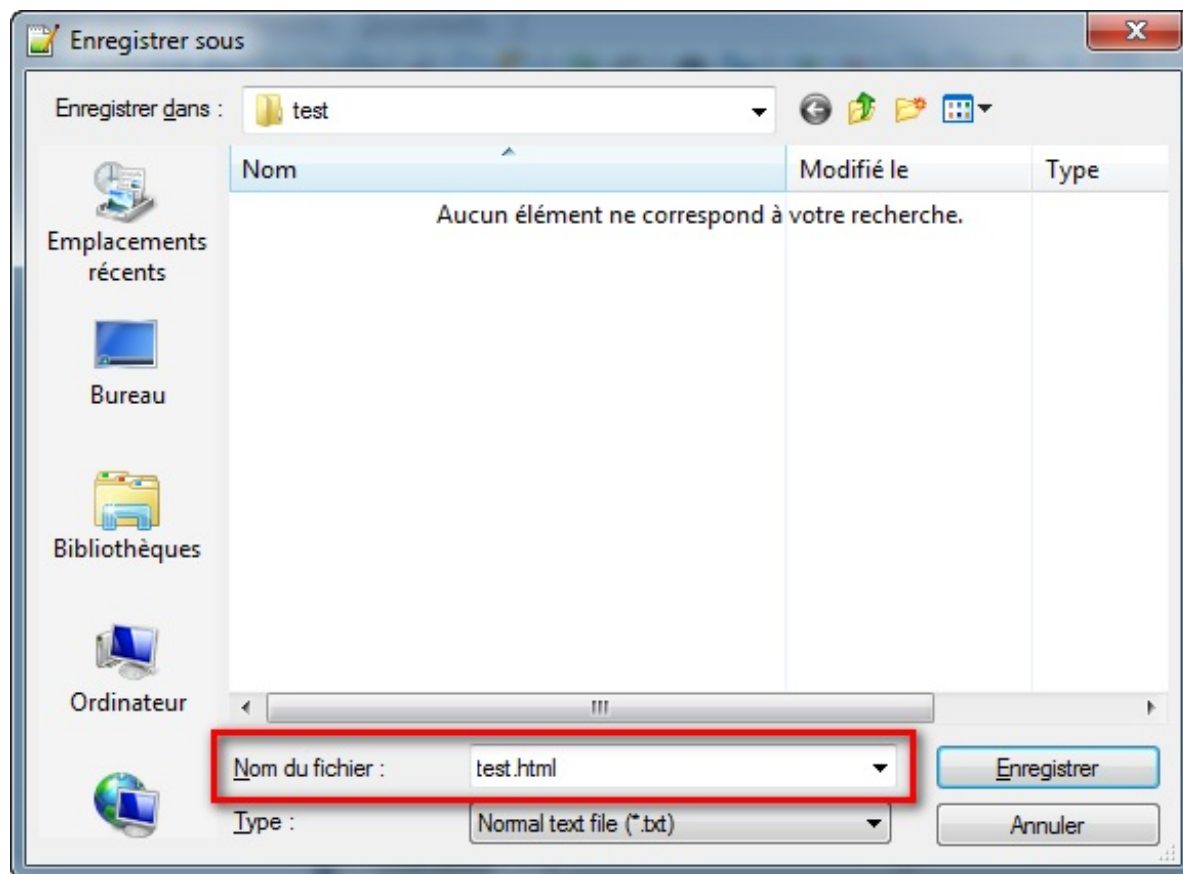 Enregistrer sous
Enregistrer dans : test
Nom Modifié le Type
Aucun élément ne correspond à votre recherche.
Emplacements
récents
Bureau
Bibliothèques
Ordinateur
Nom du fichier : test.html Enregistrer
Type : Normal text file (*.txt) Annuler